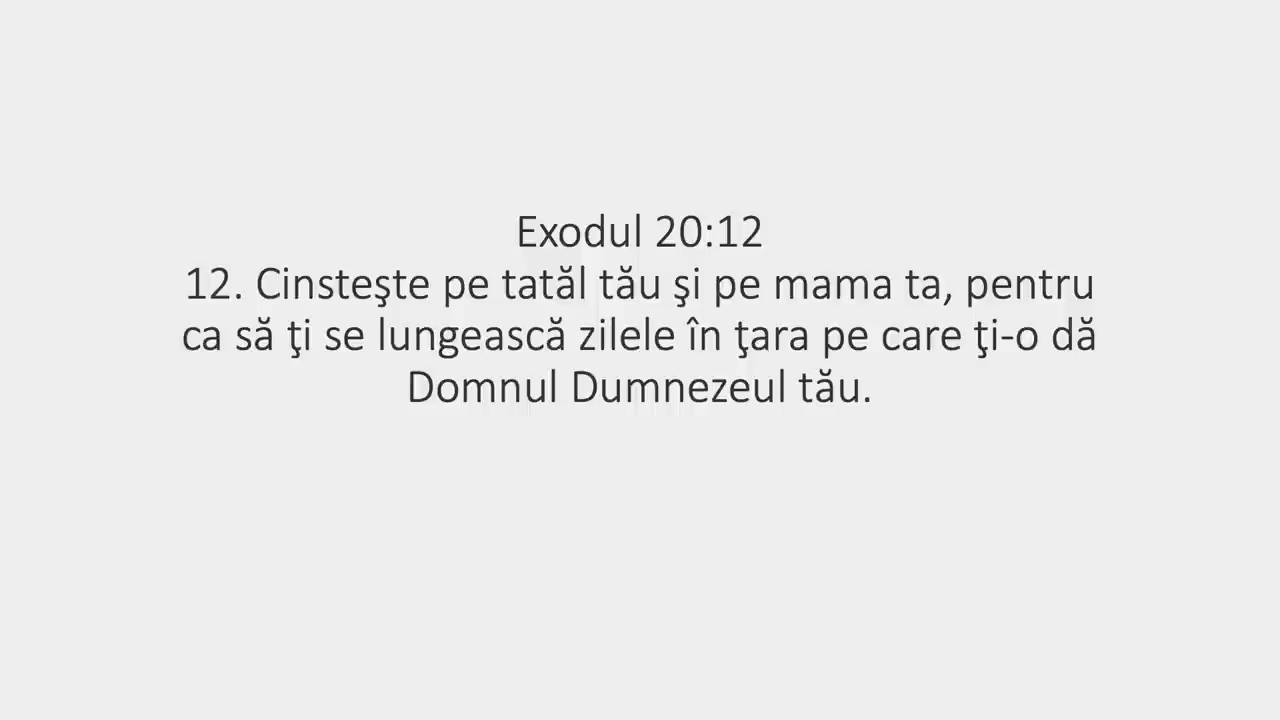 Exodul 20:12
12. Cinsteşte pe tatăl tău şi pe mama ta, pentru
ca să ţi se lungească zilele în ţara pe care ţi-o dă
Domnul Dumnezeul tău.